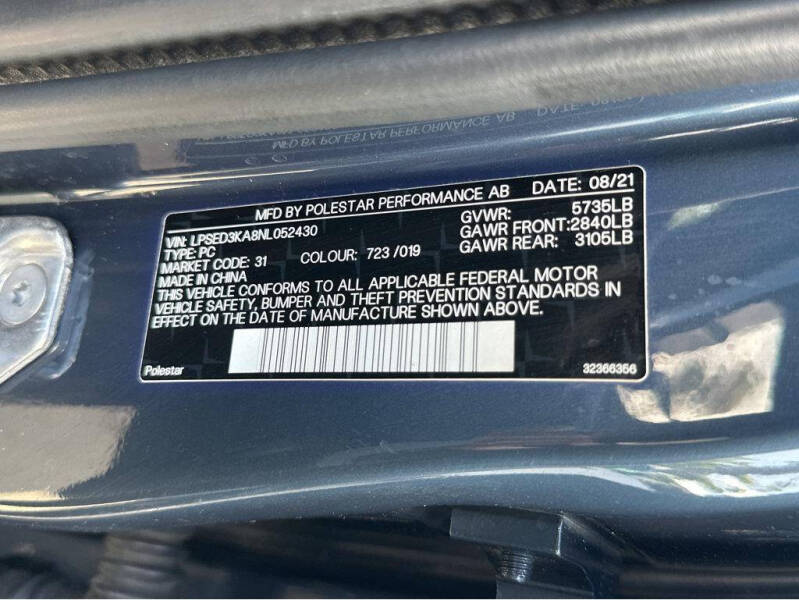 MFD BY POLESTAR PERFORMANCE AB DATE: 08/21
VIN: LPSED3KA8NL052430 GVWR: 5735LB
TYPE: PC GAWR FRONT:2840LB
MARKET CODE: 31 COLOUR: 723 /019 GAWR REAR: 3105LB
MADE IN CHINA
THIS VEHICLE CONFORMS TO ALL APPLICABLE FEDERAL MOTOR
VEHICLE SAFETY, BUMPER AND THEFT PREVENTION STANDARDS IN
EFFECT ON THE DATE OF MANUFACTURE SHOWN ABOVE.
Polestar 32366356